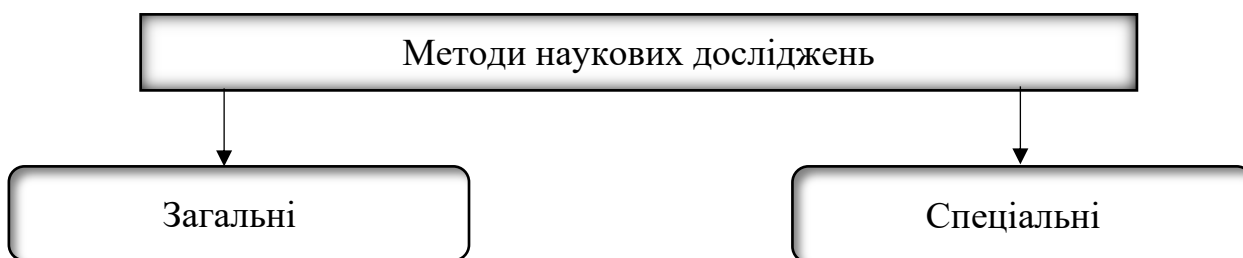 Методи наукових досліджень
Загальні
Спеціальні